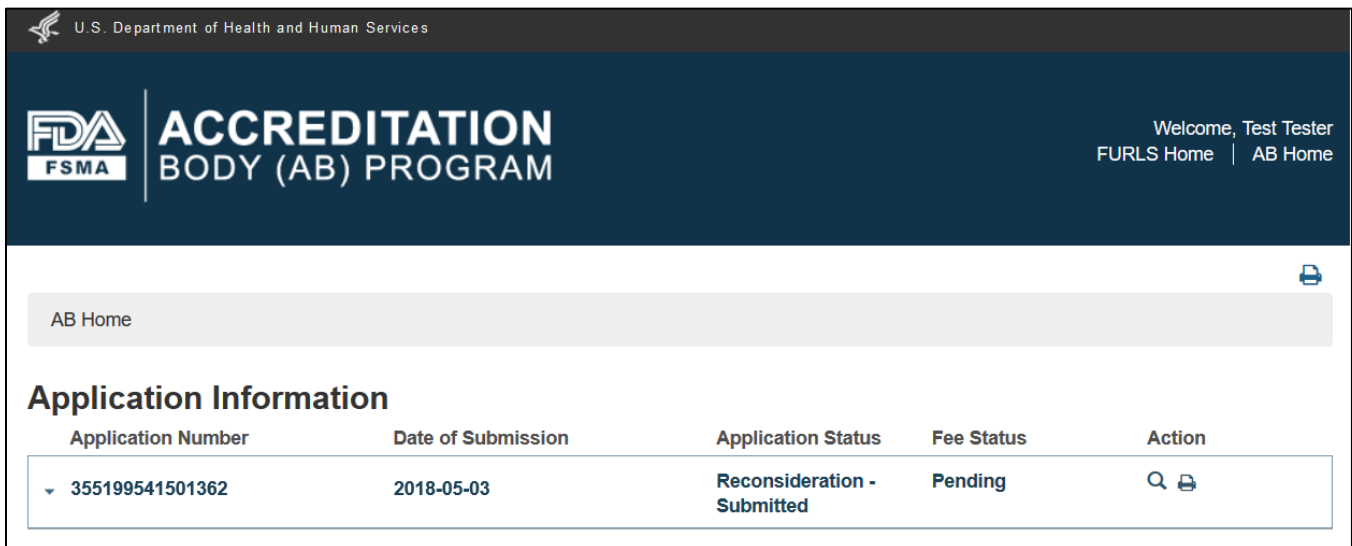 U.S. Department of Health and Human Services
FDA
FSMA
ACCREDITATION
BODY (AB) PROGRAM
Welcome, Test Tester
FURLS Home | AB Home
AB Home
Application Information
Application Number Date of Submission Application Status Fee Status Action
355199541501362 2018-05-03 Reconsideration - Pending
Submitted